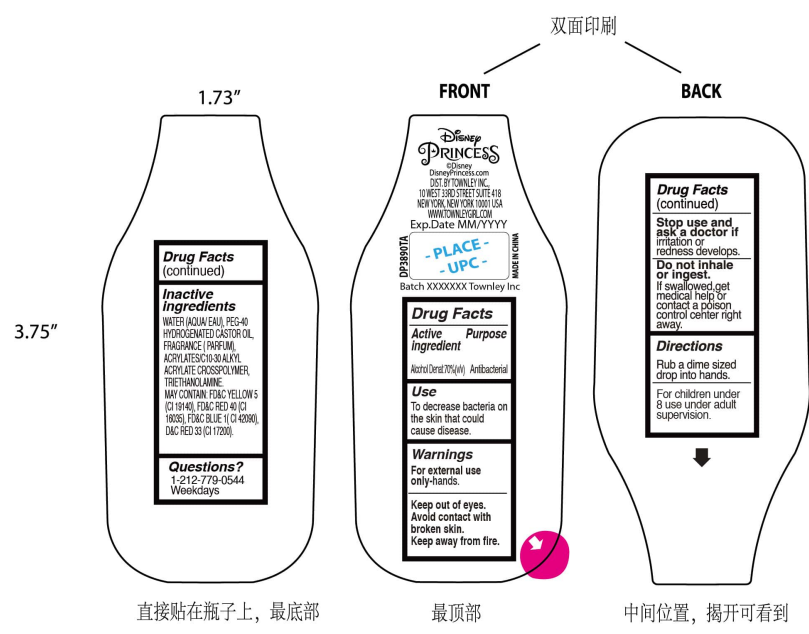 双面印刷
1.73”
FRONT
BACK
3.75”
Drug Facts
(continued)
Inactive
ingredients
WATER (AQUA/ EAU), PEG-40
HYDROGENATED CASTOR OIL,
FRAGRANCE ( PARFUM),
ACRYLATES/C10-30 ALKYL
ACRYLATE CROSSPOLYMER,
TRIETHANOLAMINE.
MAY CONTAIN: FD&C YELLOW 5
(CI 19140), FD&C RED 40 (CI
16035), FD&C BLUE 1( CI 42090),
D&C RED 33 (CI 17200).
Questions?
1-212-779-0544
Weekdays
直接贴在瓶子上，最底部
Disney
PRINCESS
©Disney
DisneyPrincess.com
DIST. BY TOWNLEY INC.,
10 WEST 33RD STREET SUITE 418
NEW YORK, NEW YORK 10001 USA
WWW.TOWNLEYGIRL.COM
Exp.Date MM/YYYY
DP3890TA
- PLACE -
- UPC -
MADE IN CHINA
Batch XXXXXXX Townley Inc
Drug Facts
Active Purpose
ingredient
Alcohol Denat.70%(v/v) Antibacterial
Use
To decrease bacteria on
the skin that could
cause disease.
Warnings
For external use
only-hands.
Keep out of eyes.
Avoid contact with
broken skin.
Keep away from fire.
最顶部
Drug Facts
(continued)
Stop use and
ask a doctor if
irritation or
redness develops.
Do not inhale
or ingest.
If swallowed,get
medical help or
contact a poison
control center right
away.
Directions
Rub a dime sized
drop into hands.
For children under
8 use under adult
supervision.
中间位置，揭开可看到